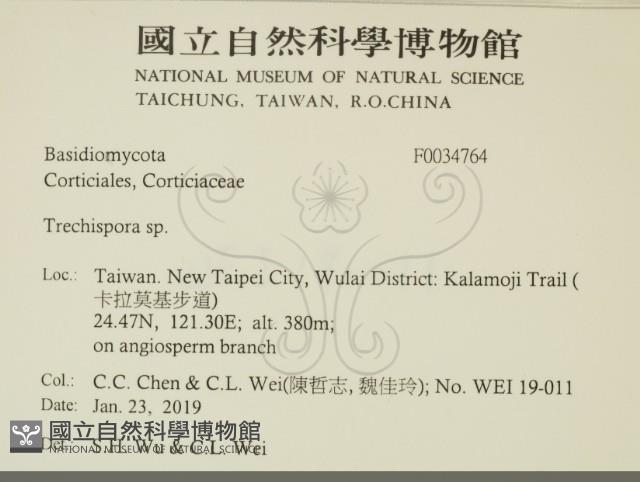 國立自然科學博物館
NATIONAL MUSEUM OF NATURAL SCIENCE
TAICHUNG, TAIWAN, R.O.CHINA
Basidiomycota F0034764
Corticiales, Corticiaceae
Trechispora sp.
Loc.: Taiwan. New Taipei City, Wulai District: Kalamoji Trail (
卡拉莫基步道)
24.47N, 121.30E; alt. 380m;
on angiosperm branch
Col.: C.C. Chen & C.L. Wei(陳哲志, 魏佳玲); No. WEI 19-011
Date: Jan. 23, 2019
國立自然科學博物館
NATIONAL MUSEUM OF NATURAL SCIENCE
S.H. Wu & C.L. Wei